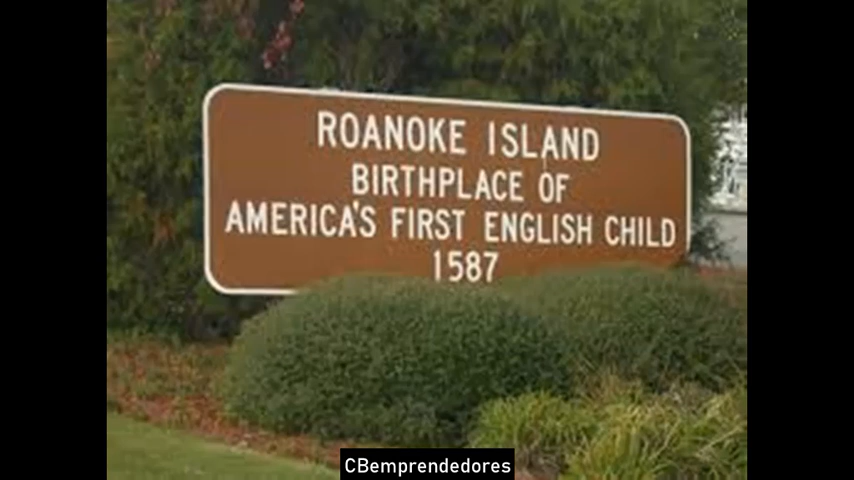 ROANOKE ISLAND
BIRTHPLACE OF
AMERICA'S FIRST ENGLISH CHILD
1587
CBemprendedores